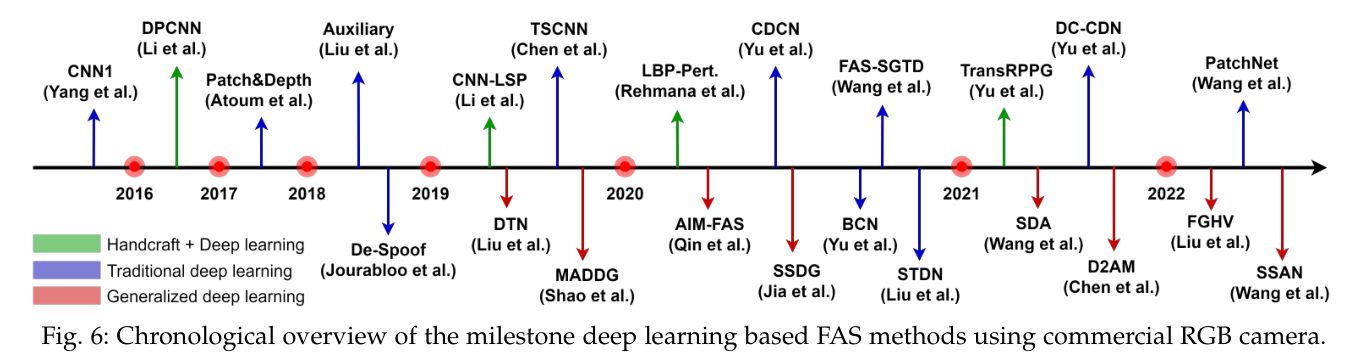 CNN1
(Yang et al.)
DPCNN
(Li et al.)
Patch&Depth
(Atoum et al.)
Auxiliary
(Liu et al.)
CNN-LSP
(Li et al.)
TSCNN
(Chen et al.)
LBP-Pert.
(Rehmana et al.)
CDCN
(Yu et al.)
FAS-SGTD
(Wang et al.)
TransRPPG
(Yu et al.)
DC-CDN
(Yu et al.)
PatchNet
(Wang et al.)
2016
2017
2018
2019
2020
2021
2022
De-Spoof
(Jourabloo et al.)
DTN
(Liu et al.)
MADDG
(Shao et al.)
AIM-FAS
(Qin et al.)
SSDG
(Jia et al.)
BCN
(Yu et al.)
STDN
(Liu et al.)
SDA
(Wang et al.)
D2AM
(Chen et al.)
FGHV
(Liu et al.)
SSAN
(Wang et al.)
Handcraft + Deep learning
Traditional deep learning
Generalized deep learning
Fig. 6: Chronological overview of the milestone deep learning based FAS methods using commercial RGB camera.